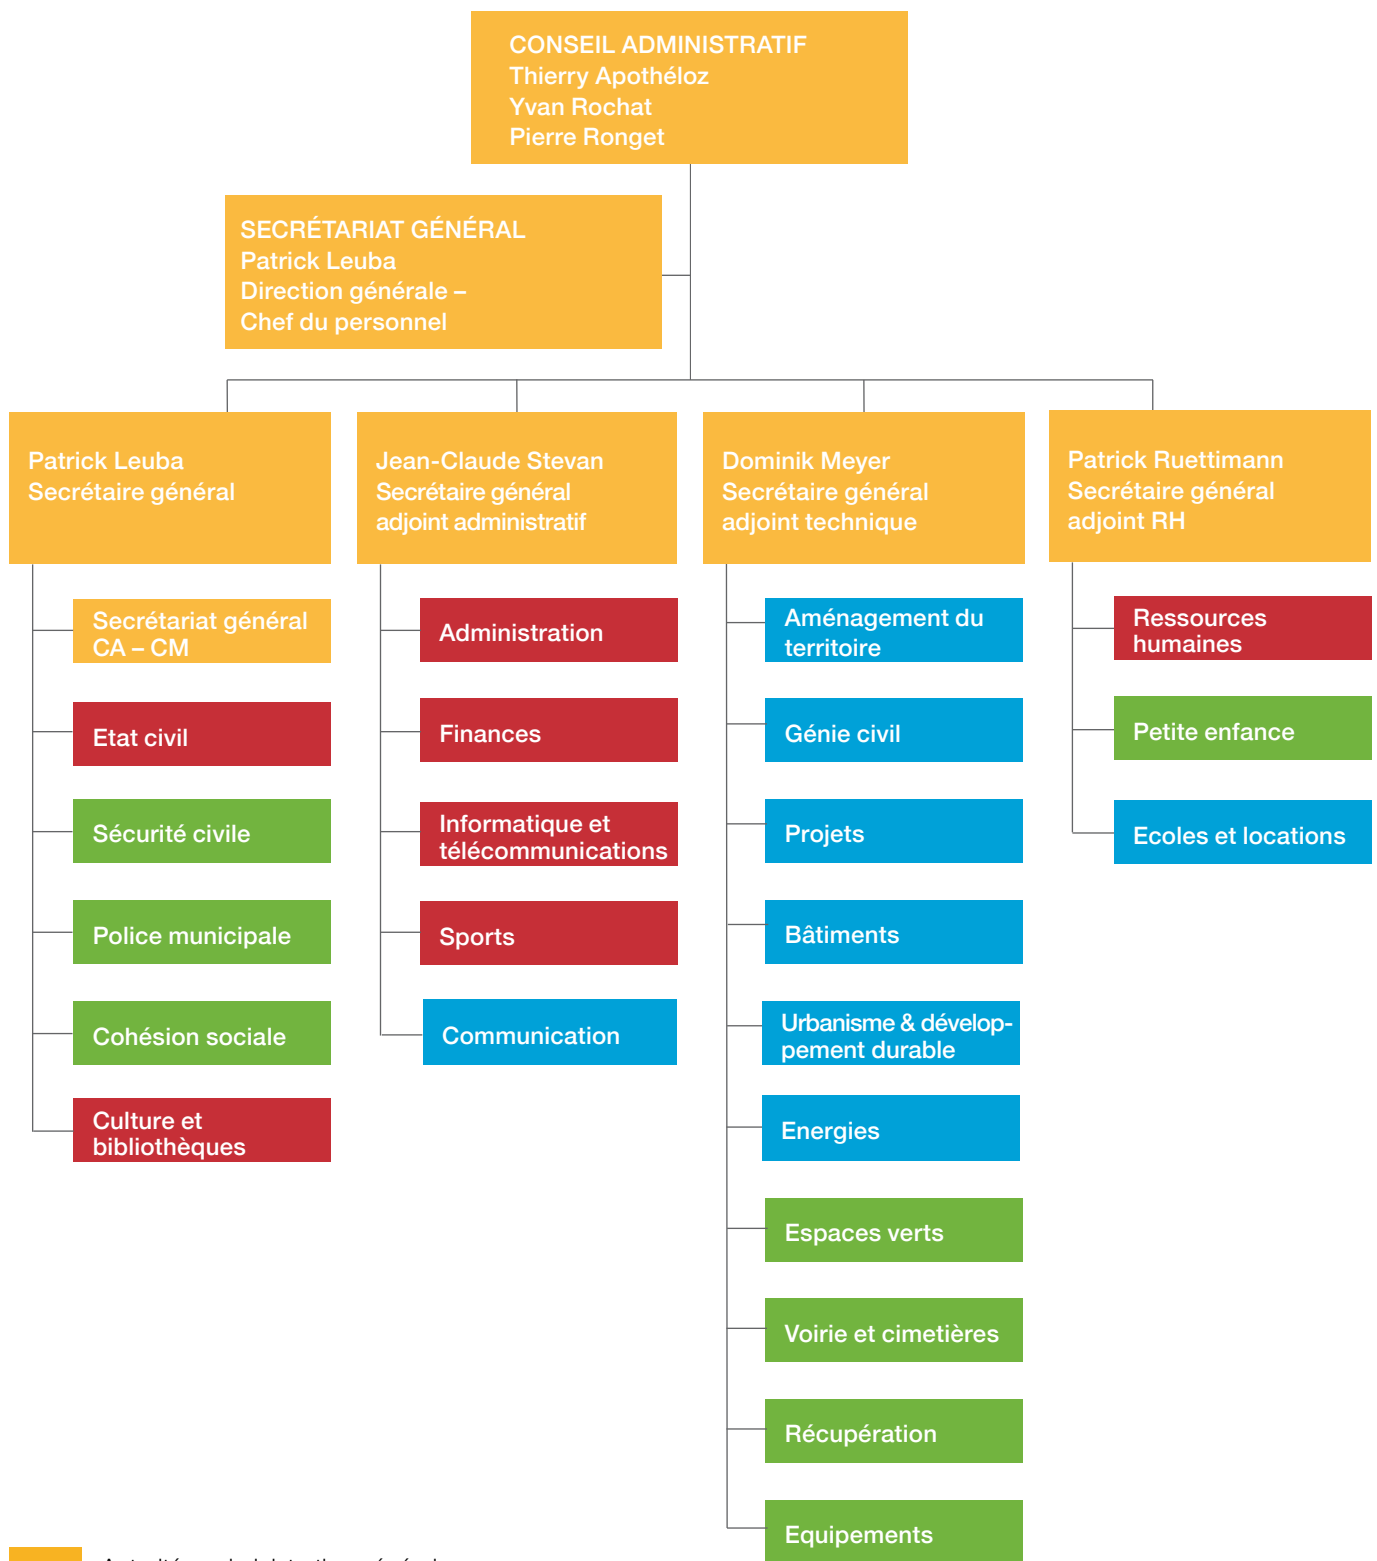 CONSEIL ADMINISTRATIF
Thierry Apothéloz
Yvan Rochat
Pierre Ronget
SECRÉTARIAT GÉNÉRAL
Patrick Leuba
Direction générale –
Chef du personnel
Patrick Leuba
Secrétaire général
Secrétariat général
CA – CM
Etat civil
Sécurité civile
Police municipale
Cohésion sociale
Culture et
bibliothèques
Jean-Claude Stevan
Secrétaire général
adjoint administratif
Administration
Finances
Informatique et
télécommunications
Sports
Communication
Dominik Meyer
Secrétaire général
adjoint technique
Aménagement du
territoire
Génie civil
Projets
Bâtiments
Urbanisme & dévelop-
pement durable
Energies
Espaces verts
Voirie et cimetières
Récupération
Equipements
Patrick Ruettimann
Secrétaire général
adjoint RH
Ressources
humaines
Petite enfance
Ecoles et locations